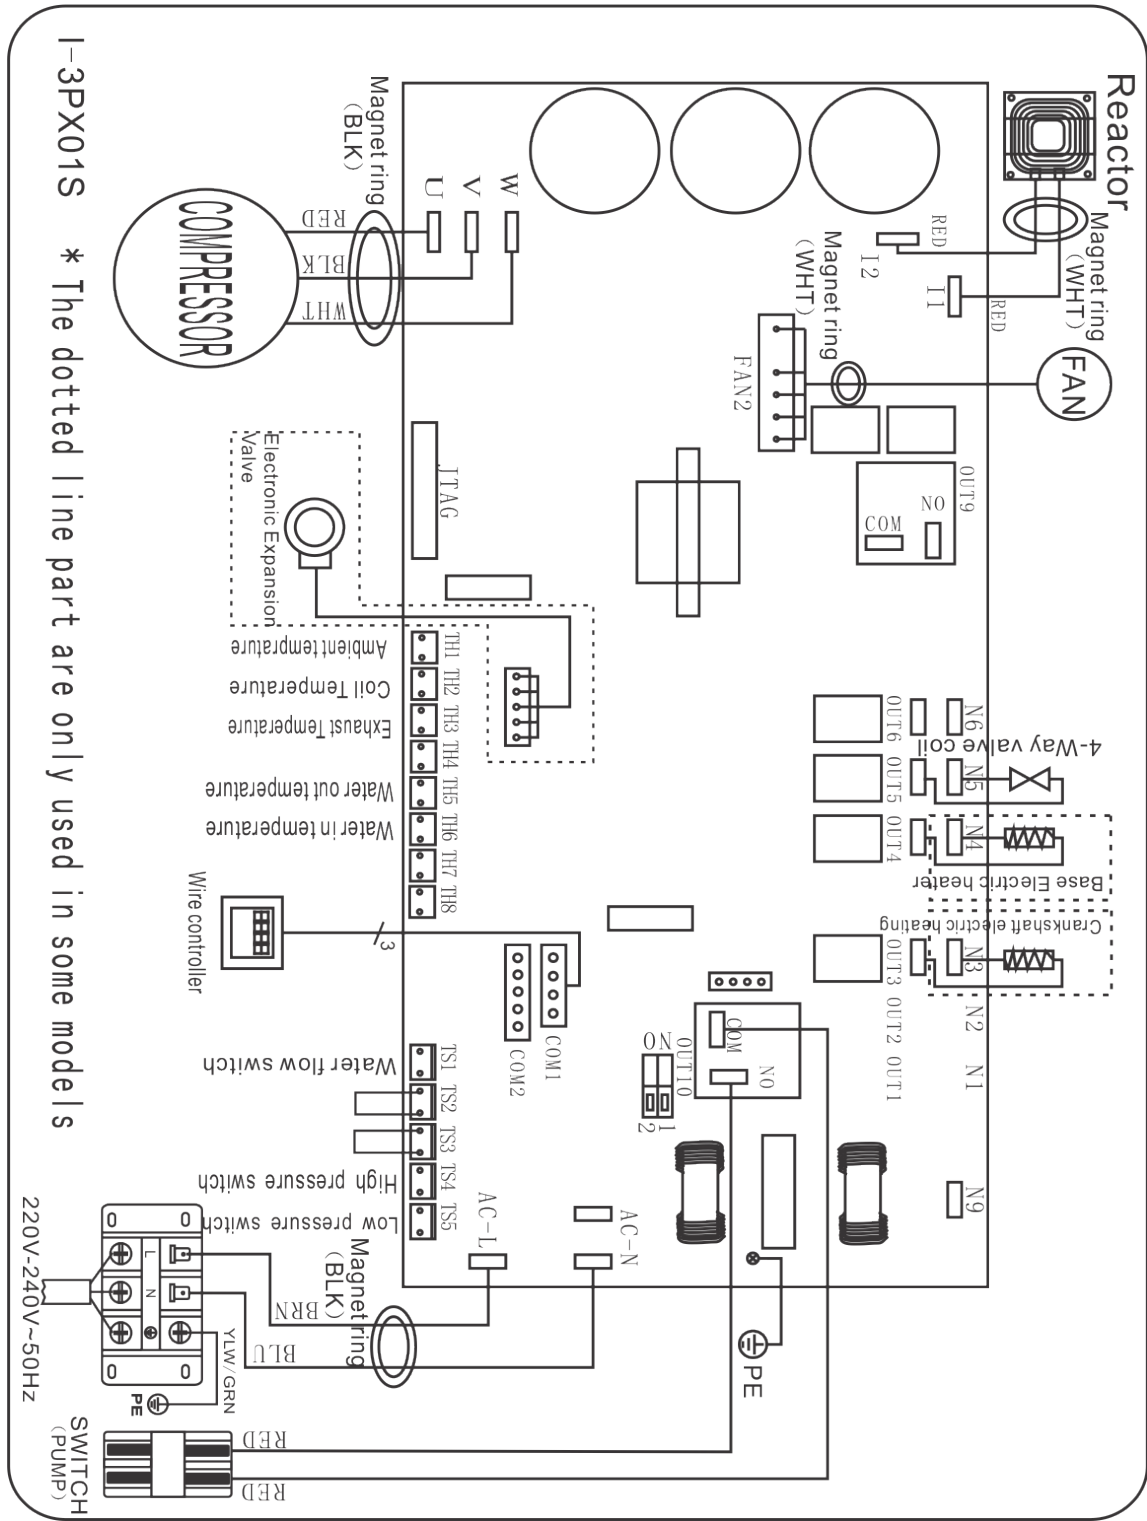 Reactor
Magnet ring
(WHT)
RED
RED
I2
I1
Magnet ring
(WHT)
FAN
FAN2
Magnet ring
(BLK)
U
V
W
RED
BLK
WHT
COMPRESSOR
I-3PX01S
* The dotted line part are only used in some models
OUT9
NO
COM
JTAG
Electronic Expansion
Valve
TH1
TH2
TH3
TH4
TH5
TH6
TH7
TH8
Ambient temprature
Coil Temperature
Exhaust Temperature
Water out temperature
Water in temperature
Wire controller
3
COM1
COM2
OUT6
OUT5
OUT4
OUT3
OUT2
OUT1
N6
N5
N4
N3
N2
N1
N9
4-Way valve coil
Base Electric heater
Crankshaft electric heating
COM
NO
OUT10
NO
1
2
TS1
TS2
TS3
TS4
TS5
Water flow switch
High pressure switch
Low pressure switch
AC-L
AC-N
Magnet ring
(BLK)
BRN
BLU
L
N
YLW/GRN
PE
PE
220V-240V~50Hz
SWITCH
(PUMP)
RED
RED